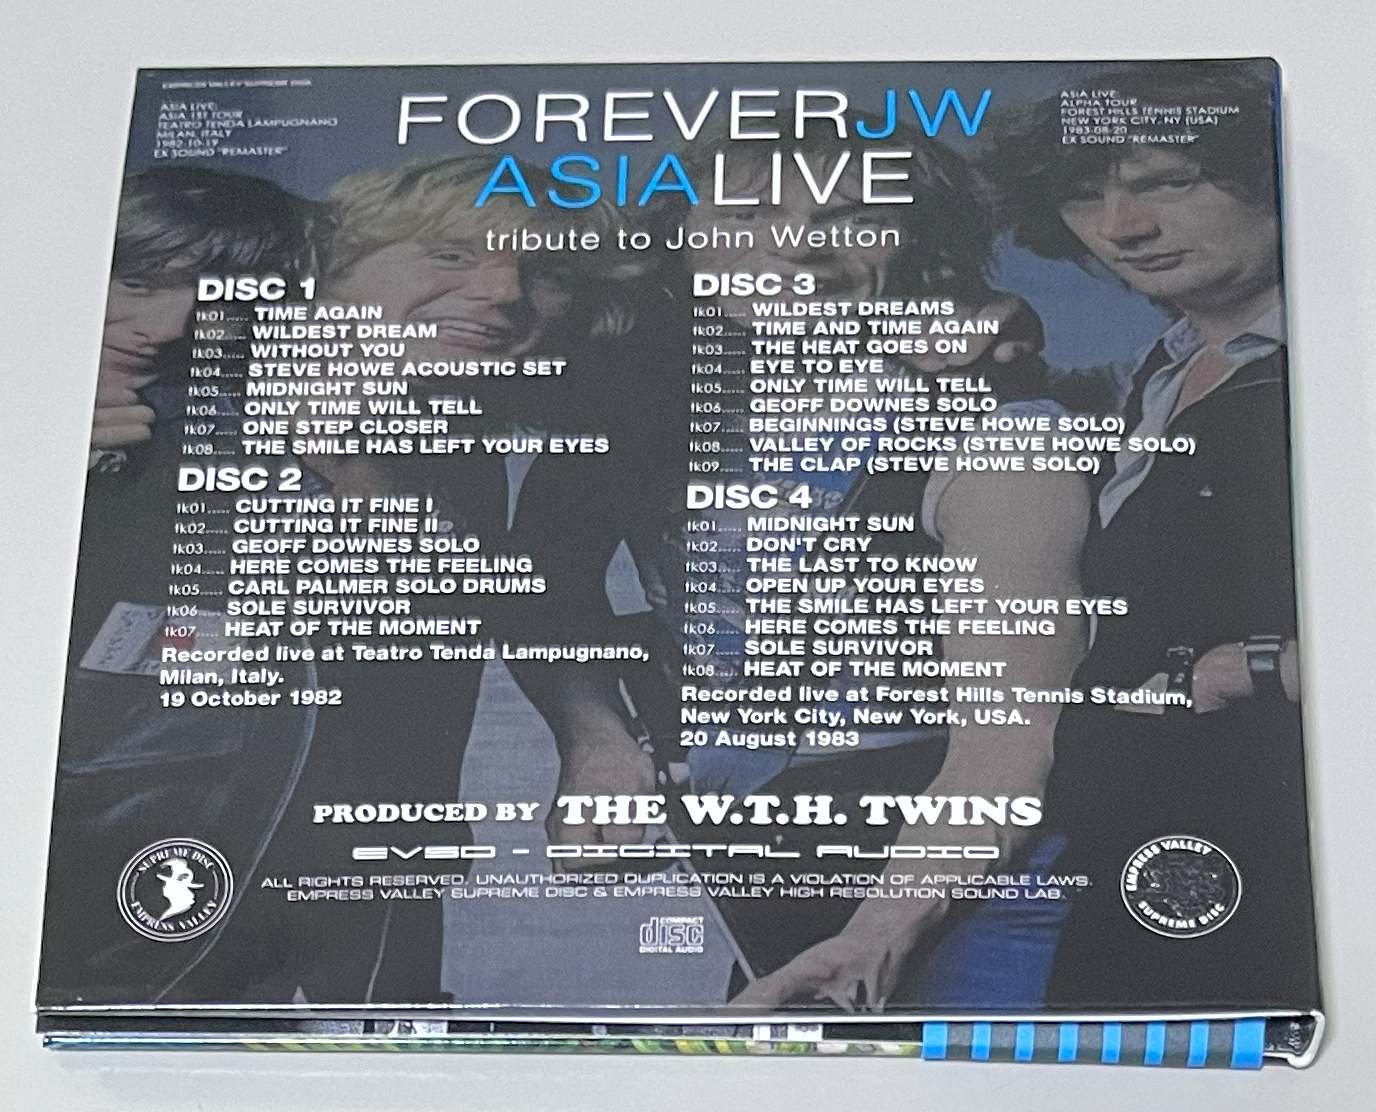 EMPRESS VALLEY SUPREME DISC
ASIA LIVE:
ASIA 1ST TOUR
TEATRO TENDA LAMPUGNANO
MILAN, ITALY
1982-10-19
EX SOUND "REMASTER"
FOREVERJW
ASIALIVE
tribute to John Wetton
ASIA LIVE:
ALPHA TOUR
FOREST HILLS TENNIS STADIUM
NEW YORK CITY, NY (USA)
1983-08-20
EX SOUND "REMASTER"
DISC 1
tk01..... TIME AGAIN
tk02..... WILDEST DREAM
tk03..... WITHOUT YOU
tk04..... STEVE HOWE ACOUSTIC SET
tk05..... MIDNIGHT SUN
tk06..... ONLY TIME WILL TELL
tk07..... ONE STEP CLOSER
tk08..... THE SMILE HAS LEFT YOUR EYES
DISC 2
tk01..... CUTTING IT FINE I
tk02..... CUTTING IT FINE II
tk03..... GEOFF DOWNES SOLO
tk04..... HERE COMES THE FEELING
tk05..... CARL PALMER SOLO DRUMS
tk06..... SOLE SURVIVOR
tk07..... HEAT OF THE MOMENT
Recorded live at Teatro Tenda Lampugnano,
Milan, Italy.
19 October 1982
DISC 3
tk01..... WILDEST DREAMS
tk02..... TIME AND TIME AGAIN
tk03..... THE HEAT GOES ON
tk04..... EYE TO EYE
tk05..... ONLY TIME WILL TELL
tk06..... GEOFF DOWNES SOLO
tk07..... BEGINNINGS (STEVE HOWE SOLO)
tk08..... VALLEY OF ROCKS (STEVE HOWE SOLO)
tk09..... THE CLAP (STEVE HOWE SOLO)
DISC 4
tk01..... MIDNIGHT SUN
tk02..... DON'T CRY
tk03..... THE LAST TO KNOW
tk04..... OPEN UP YOUR EYES
tk05..... THE SMILE HAS LEFT YOUR EYES
tk06..... HERE COMES THE FEELING
tk07..... SOLE SURVIVOR
tk08..... HEAT OF THE MOMENT
Recorded live at Forest Hills Tennis Stadium,
New York City, New York, USA.
20 August 1983
PRODUCED BY THE W.T.H. TWINS
EVSD - DIGITAL AUDIO
ALL RIGHTS RESERVED. UNAUTHORIZED DUPLICATION IS A VIOLATION OF APPLICABLE LAWS.
EMPRESS VALLEY SUPREME DISC & EMPRESS VALLEY HIGH RESOLUTION SOUND LAB.
SUPREME DISC
EMPRESS VALLEY
EMPRESS VALLEY
SUPREME DISC
COMPACT
disc
DIGITAL AUDIO